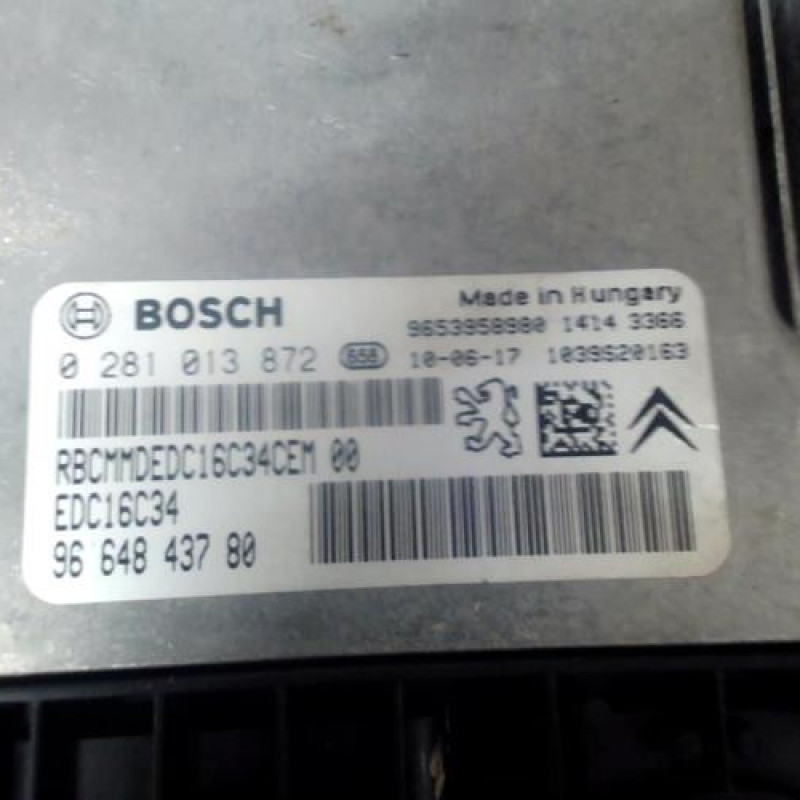 BOSCH
Made in Hungary
9653958980 1414 3366
0 281 013 872 656 10-06-17 1039S20163
RBCMMDEDC16C34CEM 00
EDC16C34
96 648 437 80